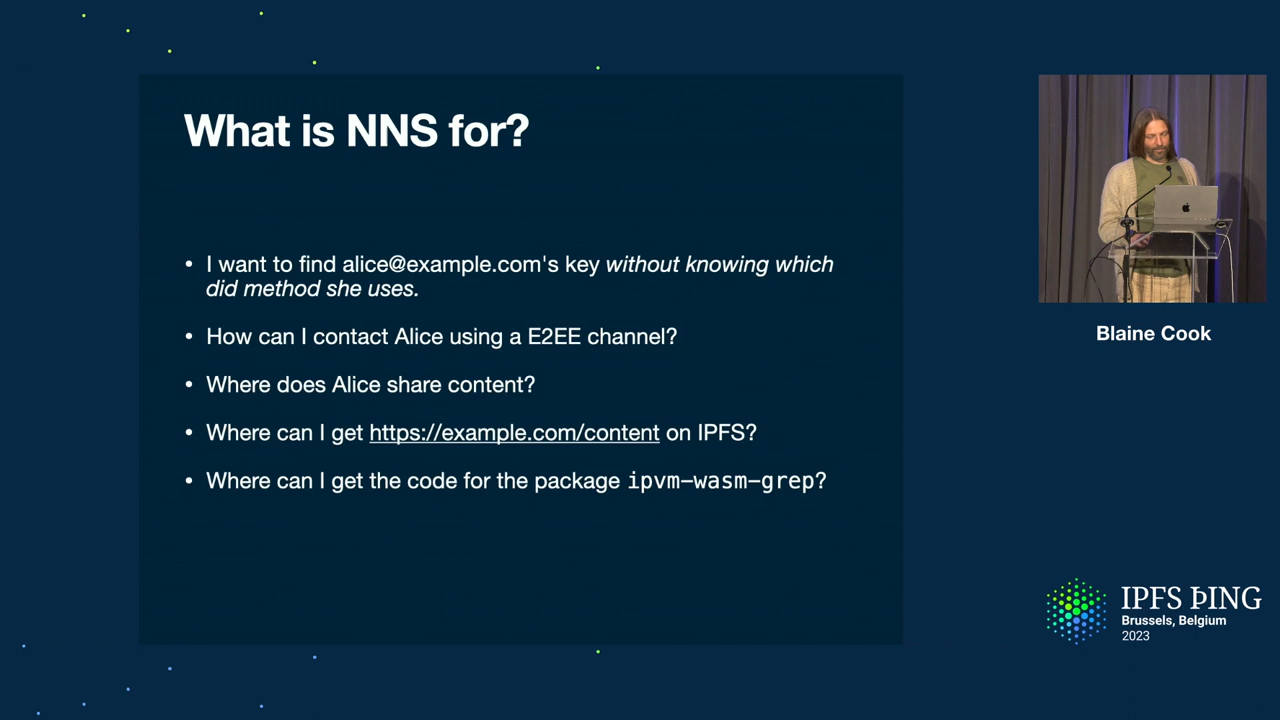 What is NNS for?
• I want to find alice@example.com's key without knowing which
did method she uses.
• How can I contact Alice using a E2EE channel?
• Where does Alice share content?
• Where can I get https://example.com/content on IPFS?
• Where can I get the code for the package ipvm-wasm-grep?
Blaine Cook
IPFS ÞING
Brussels, Belgium
2023